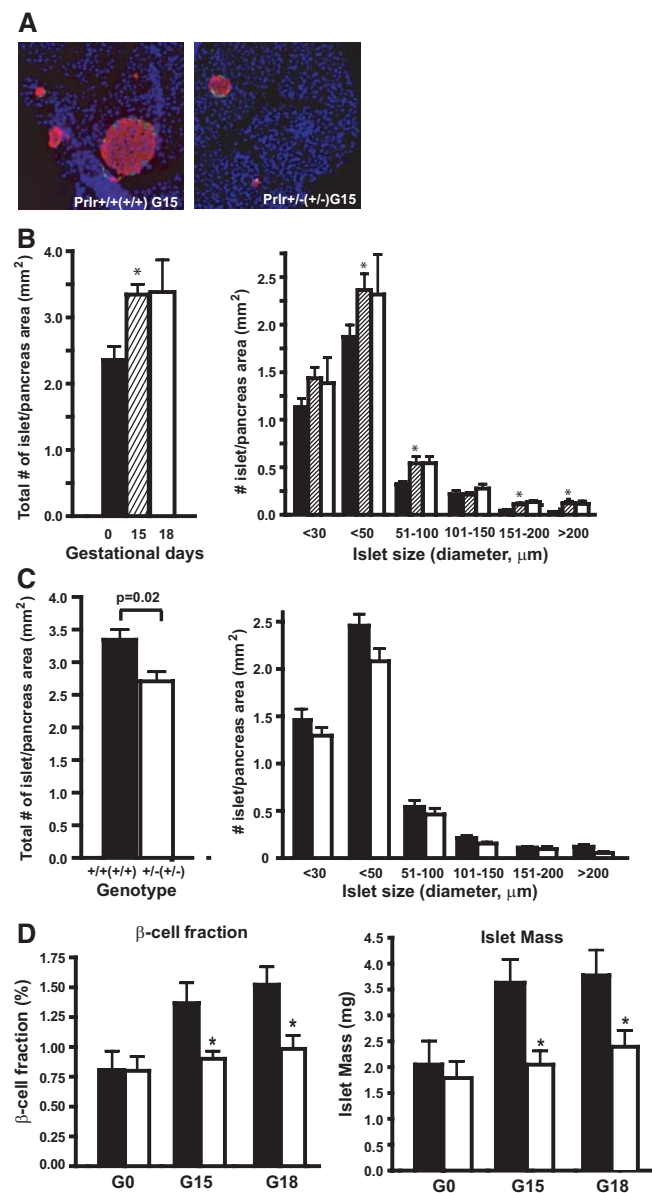 A
Prlr+/+(+/+) G15
Prlr+/-(+/-)G15
B
Total # of islet/pancreas area (mm²)
4.0
3.0
2.0
1.0
0.0
0 15 18
Gestational days
*
# islet/pancreas area (mm²)
2.5
2.0
1.5
1.0
0.5
0.0
* * * *
<30 <50 51-100 101-150 151-200 >200
Islet size (diameter, μm)
C
Total # of islet/pancreas area (mm²)
4.0
3.5
3.0
2.5
2.0
1.5
1.0
0.5
0.0
p=0.02
+/+(+/+) +/-(+/-)
Genotype
# islet/pancreas area (mm²)
2.5
2.0
1.5
1.0
0.5
0
<30 <50 51-100 101-150 151-200 >200
Islet size (diameter, μm)
D
β-cell fraction
β-cell fraction (%)
1.75
1.50
1.25
1.00
0.75
0.50
0.25
0.00
* *
G0 G15 G18
Islet Mass
Islet Mass (mg)
4.5
4.0
3.5
3.0
2.5
2.0
1.5
1.0
0.5
0.0
* *
G0 G15 G18